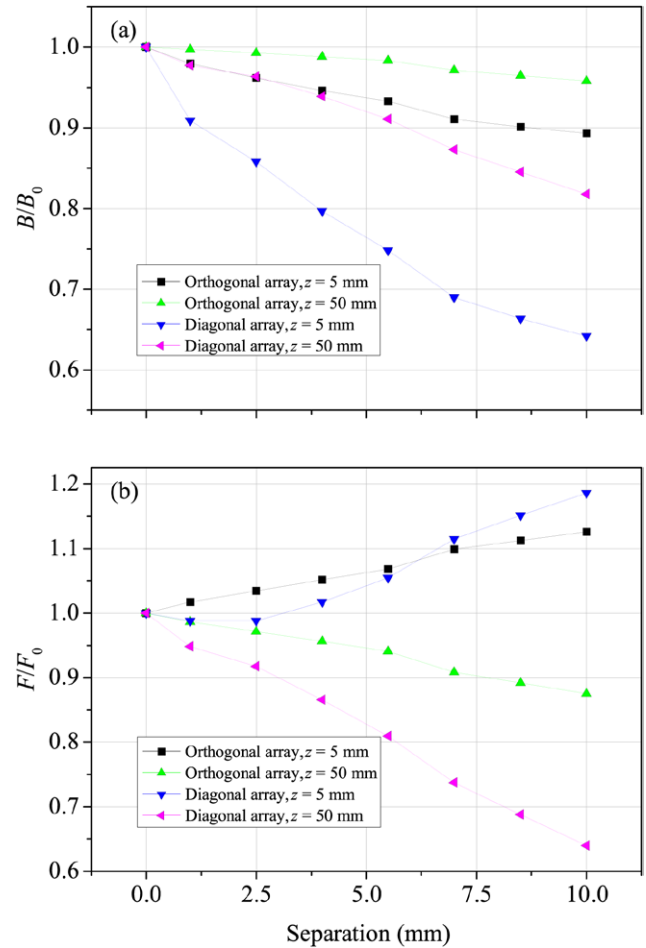 (a)
1.0
0.9
0.8
0.7
0.6
B/B₀
Orthogonal array, z = 5 mm
Orthogonal array, z = 50 mm
Diagonal array, z = 5 mm
Diagonal array, z = 50 mm
(b)
1.2
1.1
1.0
0.9
0.8
0.7
0.6
F/F₀
Orthogonal array, z = 5 mm
Orthogonal array, z = 50 mm
Diagonal array, z = 5 mm
Diagonal array, z = 50 mm
0.0 2.5 5.0 7.5 10.0
Separation (mm)